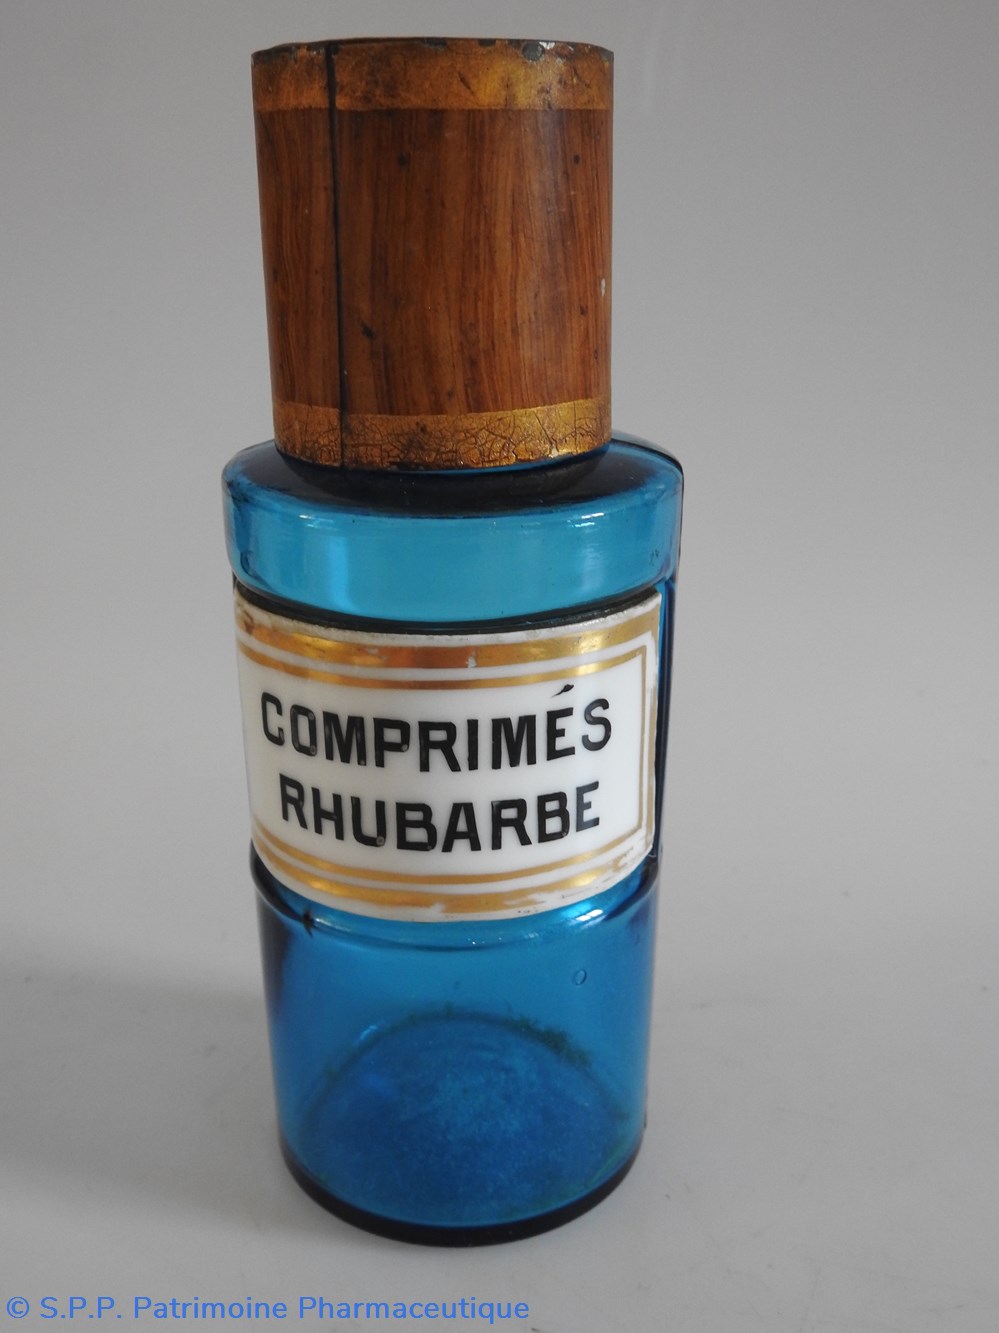 COMPRIMÉS
RHUBARBE
© S.P.P. Patrimoine Pharmaceutique